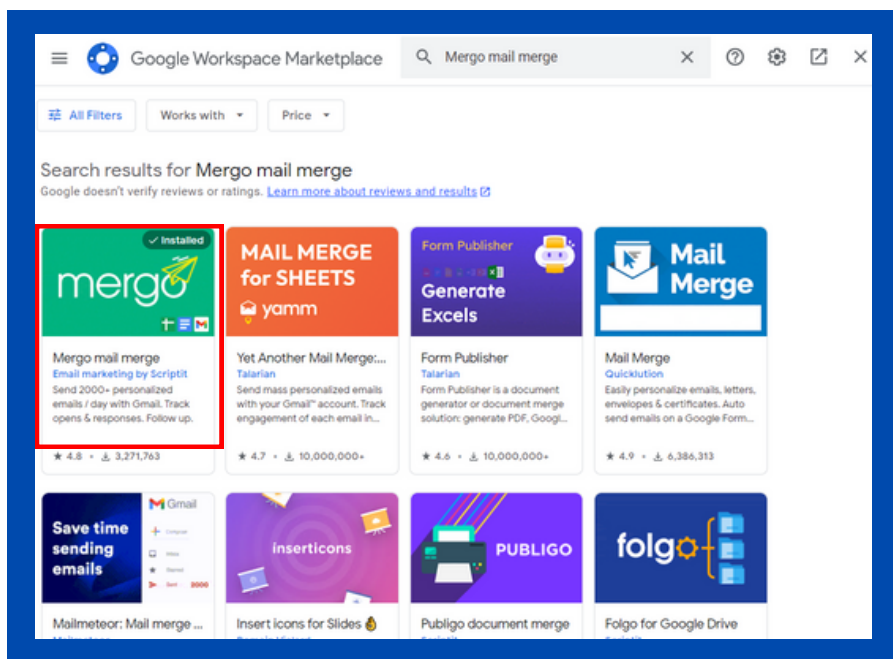 Google Workspace Marketplace
Mergo mail merge
All Filters
Works with
Price
Search results for Mergo mail merge
Google doesn't verify reviews or ratings. Learn more about reviews and results
Installed
mergo
Mergo mail merge
Email marketing by Scriptit
Send 2000+ personalized
emails / day with Gmail. Track
opens & responses. Follow up.
4.8 • 3,271,763
MAIL MERGE
for SHEETS
yamm
Yet Another Mail Merge:...
Talarian
Send mass personalized emails
with your Gmail™ account. Track
engagement of each email in...
4.7 • 10,000,000+
Form Publisher
Generate
Excels
Form Publisher
Talarian
Form Publisher is a document
generator or document merge
solution: generate PDF, Googl...
4.6 • 10,000,000+
Mail
Merge
Mail Merge
Quicklution
Easily personalize emails, letters,
envelopes & certificates. Auto
send emails on a Google Form...
4.9 • 6,386,313
Save time
sending
emails
Gmail
Compose
Inbox
Starred
Sent 2000
Mailmeteor: Mail merge ...
inserticons
Insert icons for Slides
PUBLIGO
Publigo document merge
folgo
Folgo for Google Drive